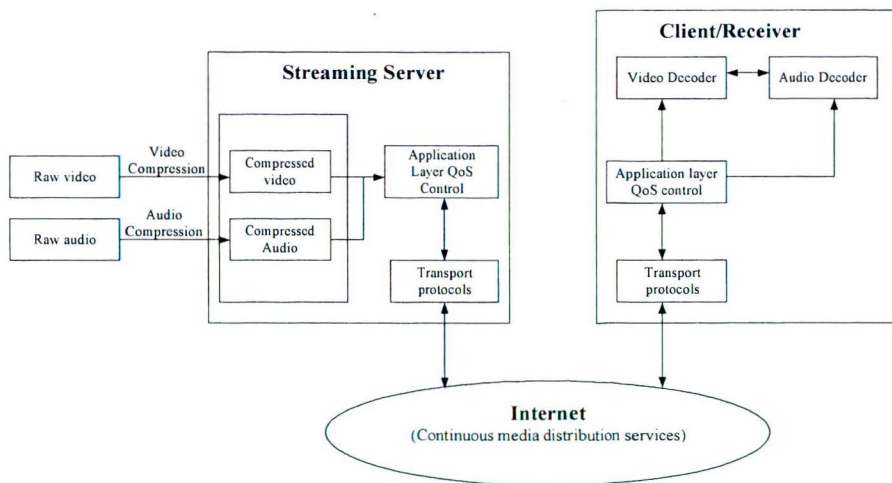 Client/Receiver
Streaming Server
Video Decoder
Audio Decoder
Video
Compression
Raw video
Compressed
video
Application
Layer QoS
Control
Application layer
QoS control
Audio
Compression
Raw audio
Compressed
Audio
Transport
protocols
Transport
protocols
Internet
(Continuous media distribution services)